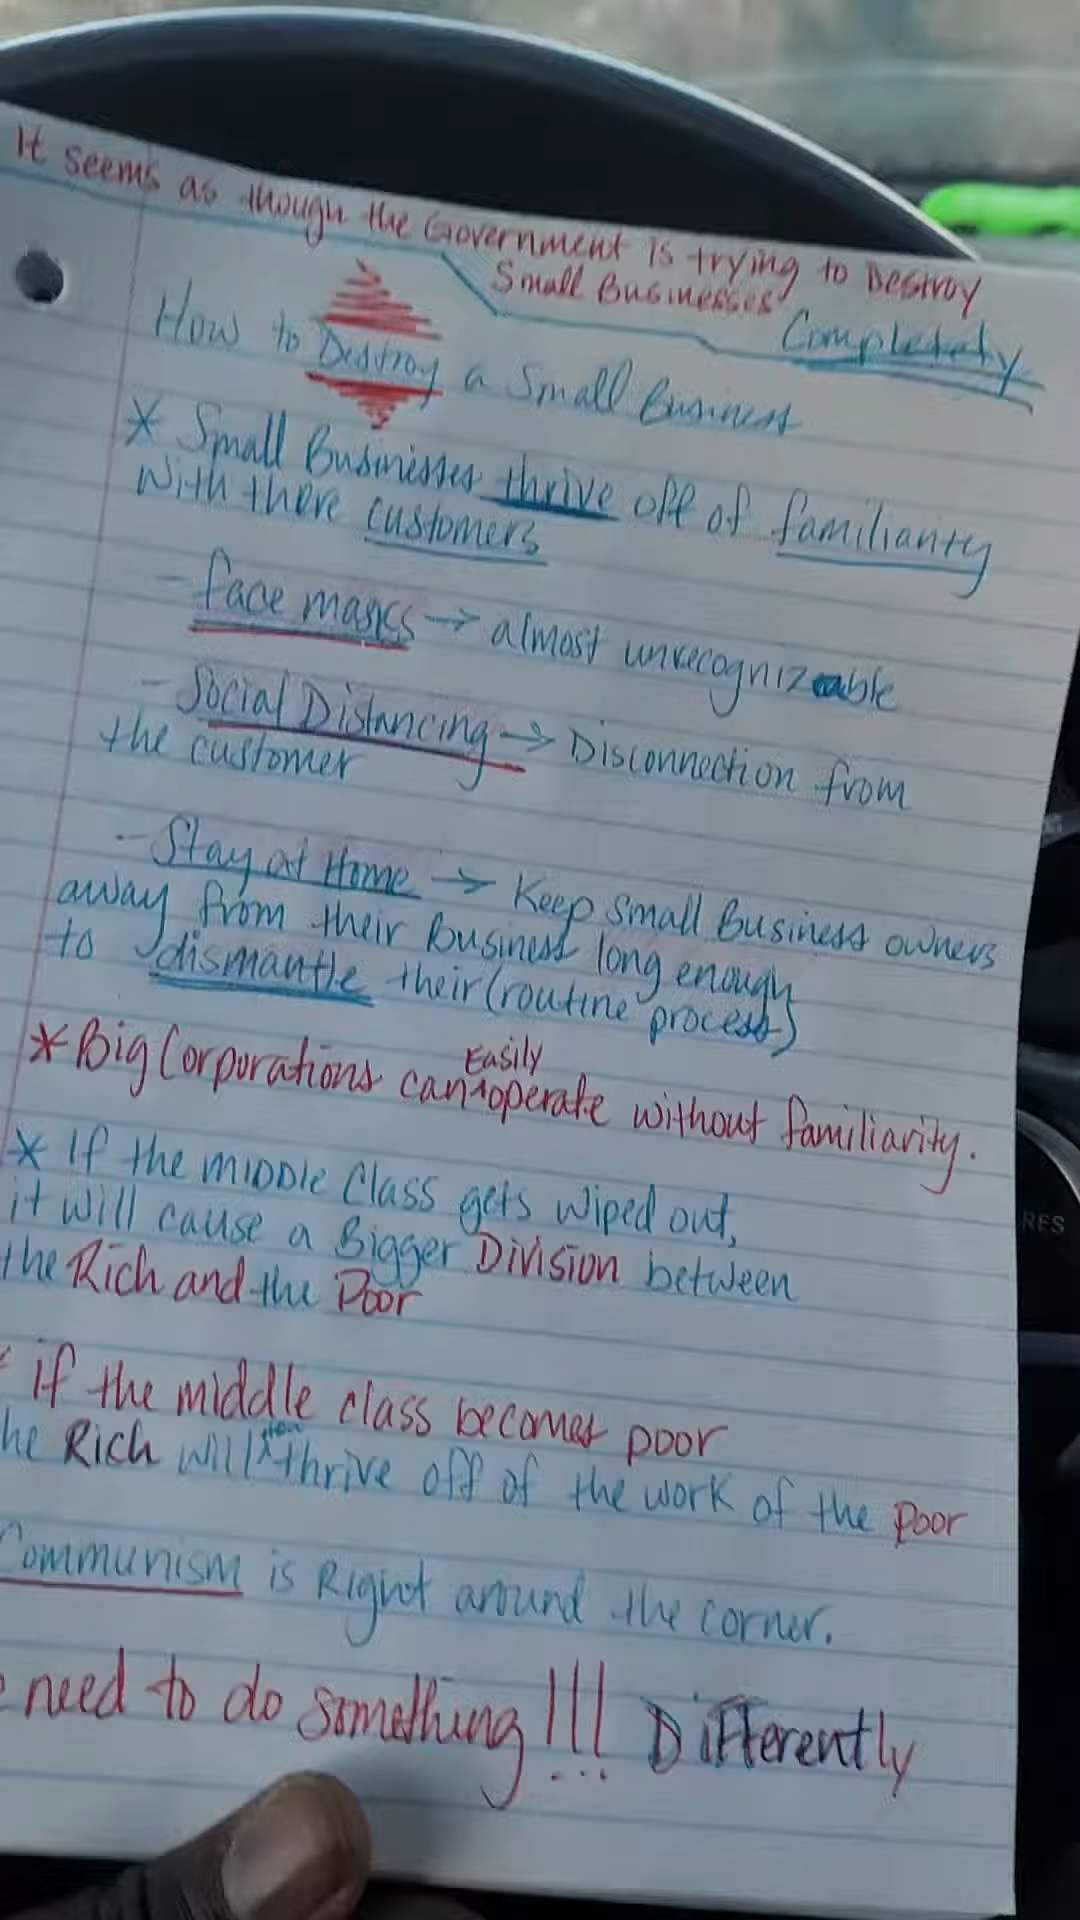 It seems as though the Government is trying to Destroy
Small Businesses
Completely
How to Destroy a Small Business
* Small Businesses thrive off of familiarity
With there customers
- face masks → almost unrecognizeable
- Social Distancing → Disconnection from
the customer
- Stay at Home → Keep small Business owners
away from their Business long enough
to dismantle their (routine process)
* Big Corporations can Easily operate without familiarity.
* If the middle Class gets wiped out,
it will cause a Bigger Division between
the Rich and the Poor
if the middle class becomes poor
he Rich will thrive off of the work of the poor
Communism is Right around the corner.
e need to do something!!! Differently
RES